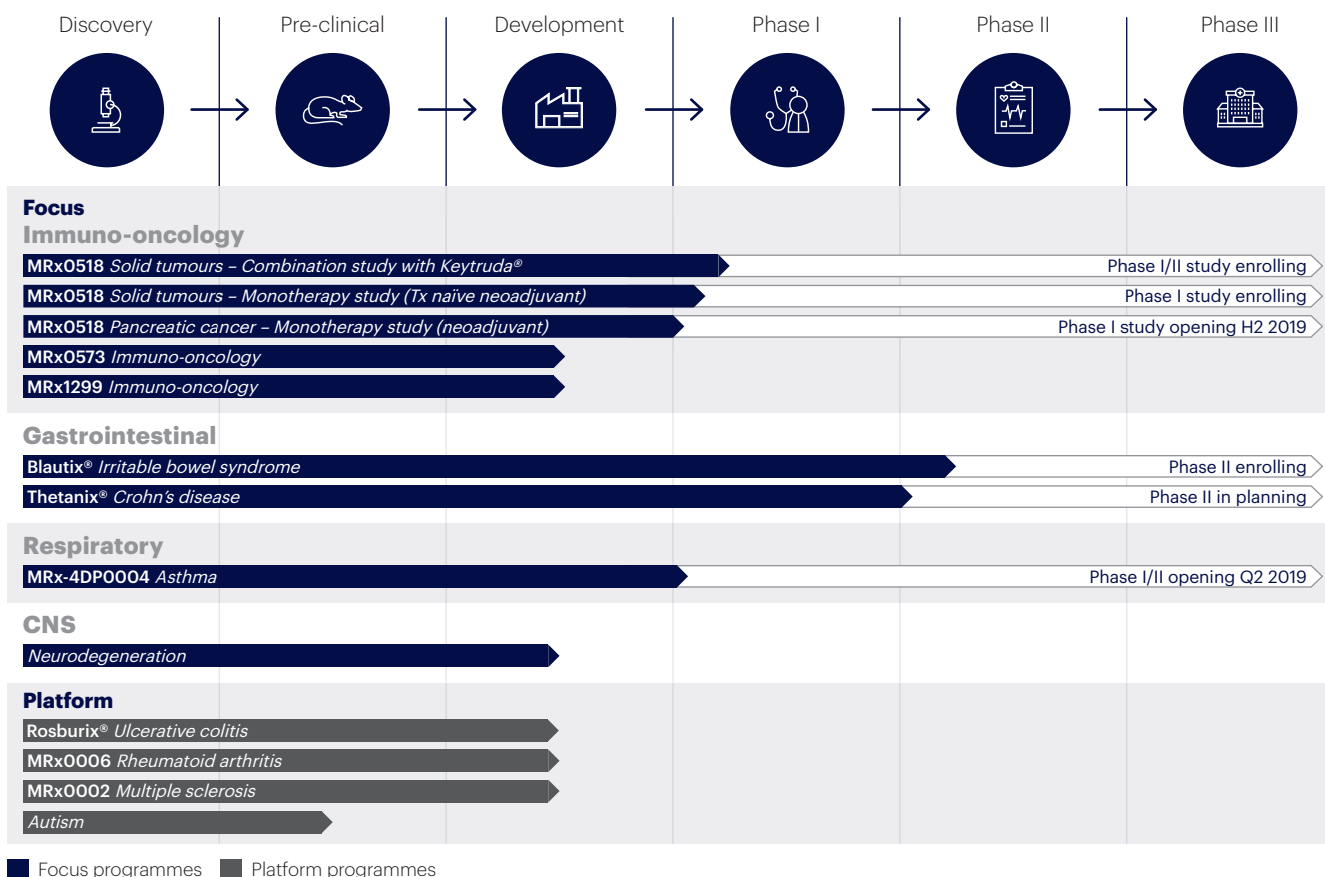 Discovery
Pre-clinical
Development
Phase I
Phase II
Phase III
Focus
Immuno-oncology
MRx0518 Solid tumours – Combination study with Keytruda® Phase I/II study enrolling
MRx0518 Solid tumours – Monotherapy study (Tx naïve neoadjuvant) Phase I study enrolling
MRx0518 Pancreatic cancer – Monotherapy study (neoadjuvant) Phase I study opening H2 2019
MRx0573 Immuno-oncology
MRx1299 Immuno-oncology
Gastrointestinal
Blautix® Irritable bowel syndrome Phase II enrolling
Thetanix® Crohn's disease Phase II in planning
Respiratory
MRx-4DP0004 Asthma Phase I/II opening Q2 2019
CNS
Neurodegeneration
Platform
Rosburix® Ulcerative colitis
MRx0006 Rheumatoid arthritis
MRx0002 Multiple sclerosis
Autism
Focus programmes Platform programmes